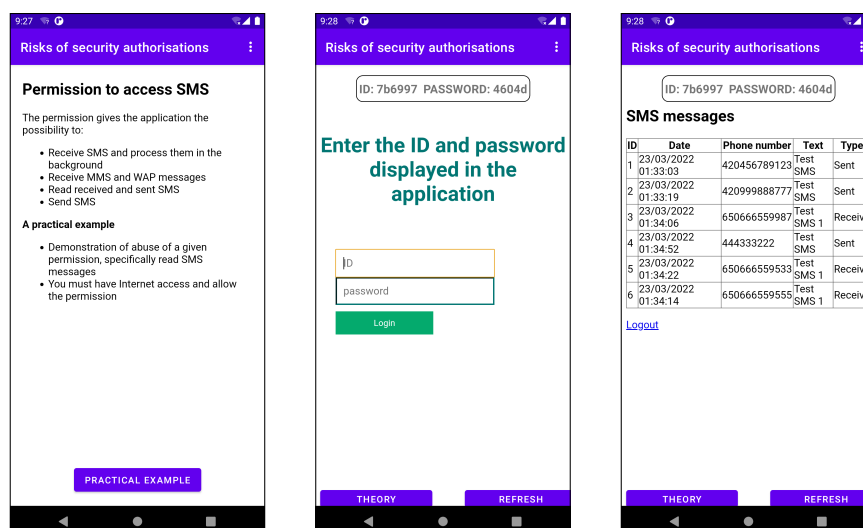 9:27
Risks of security authorisations
Permission to access SMS
The permission gives the application the
possibility to:
• Receive SMS and process them in the
background
• Receive MMS and WAP messages
• Read received and sent SMS
• Send SMS
A practical example
• Demonstration of abuse of a given
permission, specifically read SMS
messages
• You must have Internet access and allow
the permission
PRACTICAL EXAMPLE
9:28
Risks of security authorisations
ID: 7b6997 PASSWORD: 4604d
Enter the ID and password
displayed in the
application
ID
password
Login
THEORY REFRESH
9:28
Risks of security authorisations
ID: 7b6997 PASSWORD: 4604d
SMS messages
ID Date Phone number Text Type
1 23/03/2022 01:33:03 420456789123 Test SMS Sent
2 23/03/2022 01:33:19 420999888777 Test SMS Sent
3 23/03/2022 01:34:06 650666559987 Test SMS 1 Receiv
4 23/03/2022 01:34:52 444333222 Test SMS Sent
5 23/03/2022 01:34:22 650666559533 Test SMS 1 Receiv
6 23/03/2022 01:34:14 650666559555 Test SMS 1 Receiv
Logout
THEORY REFRESH